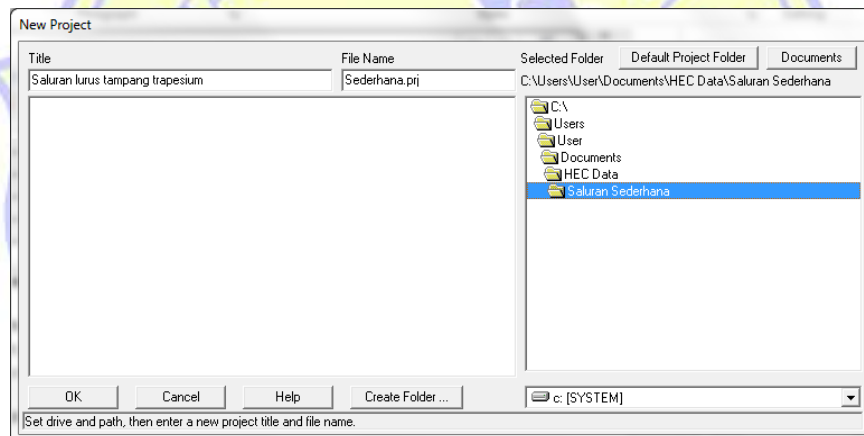 New Project
Title
File Name
Selected Folder
Default Project Folder
Documents
Saluran lurus tampang trapesium
Sederhana.prj
C:\Users\User\Documents\HEC Data\Saluran Sederhana
C:\
Users
User
Documents
HEC Data
Saluran Sederhana
OK
Cancel
Help
Create Folder ...
c: [SYSTEM]
Set drive and path, then enter a new project title and file name.